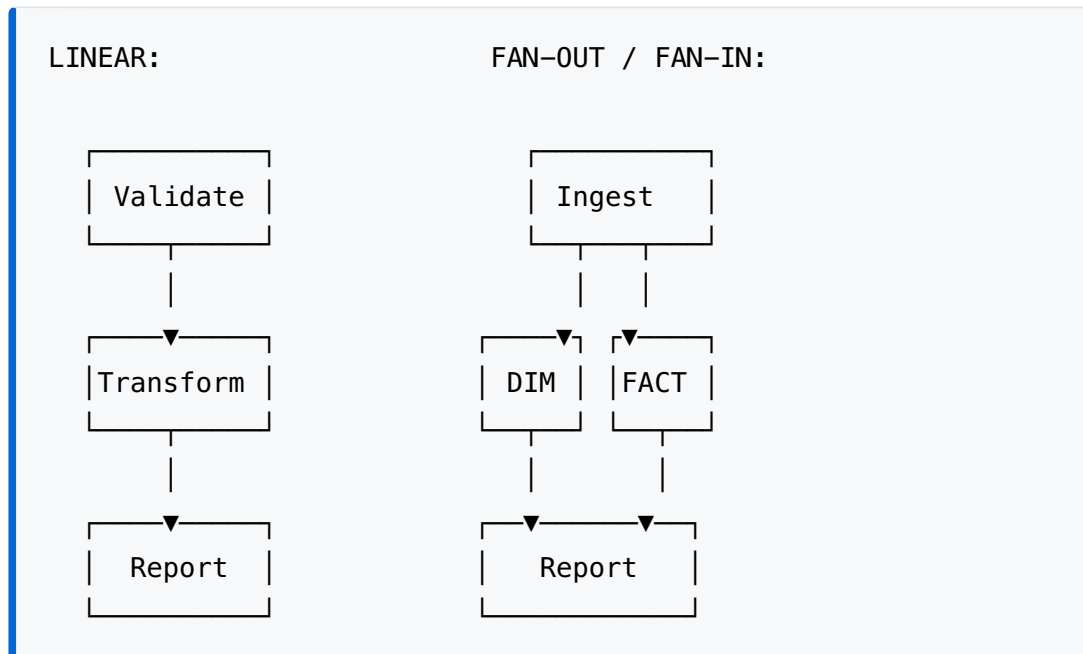 LINEAR: FAN-OUT / FAN-IN:
Validate Ingest
Transform DIM FACT
Report Report